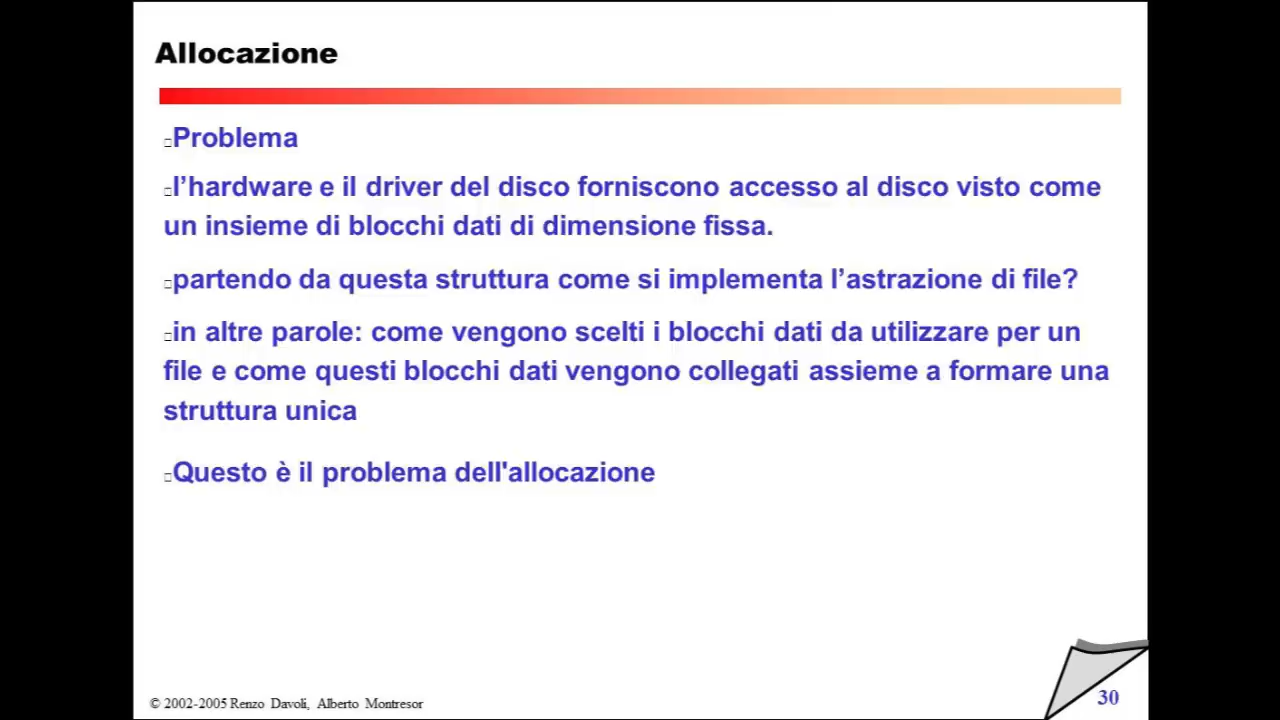 Allocazione
Problema
l’hardware e il driver del disco forniscono accesso al disco visto come
un insieme di blocchi dati di dimensione fissa.
partendo da questa struttura come si implementa l’astrazione di file?
in altre parole: come vengono scelti i blocchi dati da utilizzare per un
file e come questi blocchi dati vengono collegati assieme a formare una
struttura unica
Questo è il problema dell'allocazione
© 2002-2005 Renzo Davoli, Alberto Montresor
30